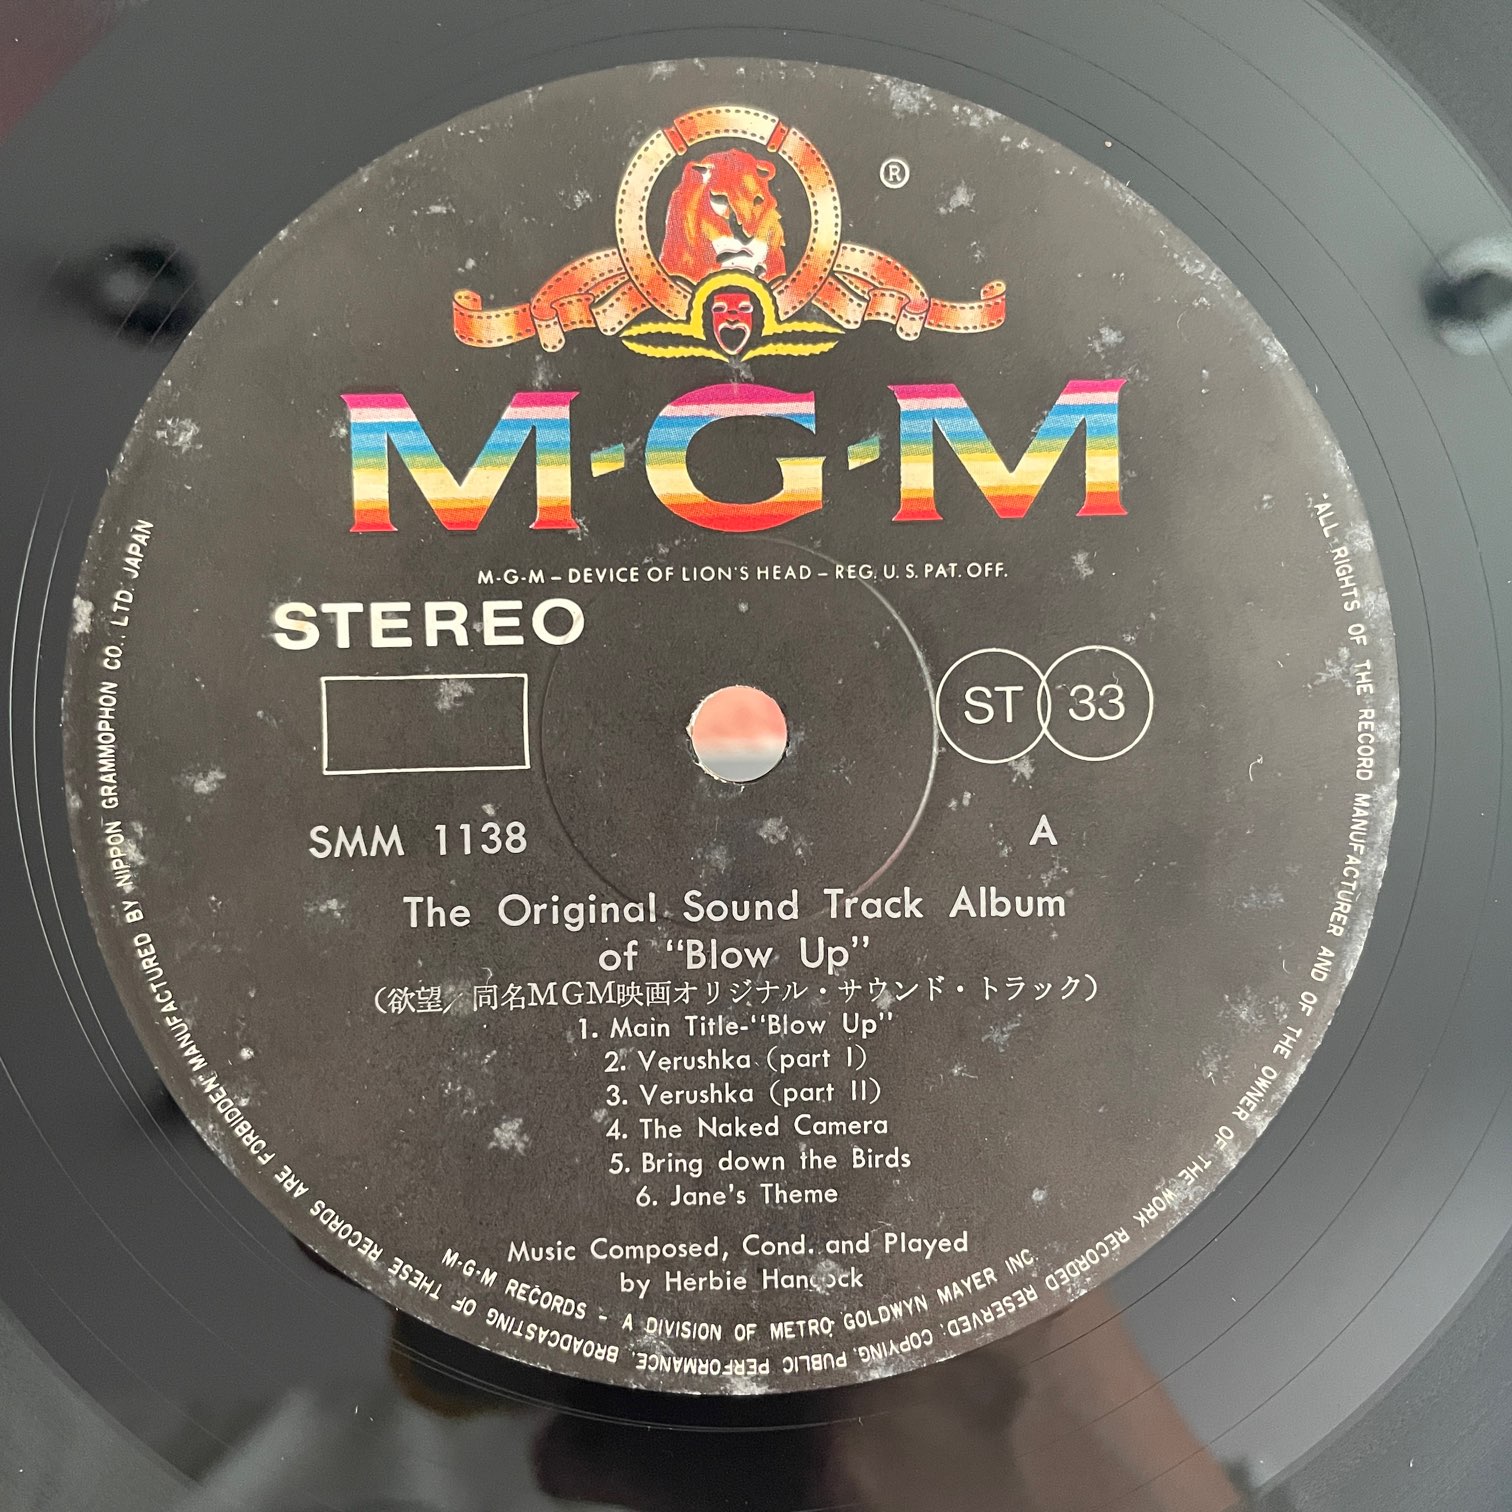 ®
M·G·M
M-G-M – DEVICE OF LION'S HEAD – REG. U. S. PAT. OFF.
STEREO
ST 33
SMM 1138
A
The Original Sound Track Album
of “Blow Up”
(欲望／同名MGM映画オリジナル・サウンド・トラック)
1. Main Title-“Blow Up”
2. Verushka (part I)
3. Verushka (part II)
4. The Naked Camera
5. Bring down the Birds
6. Jane's Theme
Music Composed, Cond. and Played
by Herbie Hancock
M-G-M RECORDS – A DIVISION OF METRO GOLDWYN MAYER INC.
"ALL RIGHTS OF THE RECORD MANUFACTURER AND OF THE OWNER OF THE WORK RECORDED RESERVED; COPYING, PUBLIC PERFORMANCE, BROADCASTING OF THESE RECORDS ARE FORBIDDEN" MANUFACTURED BY NIPPON GRAMMOPHON CO., LTD. JAPAN